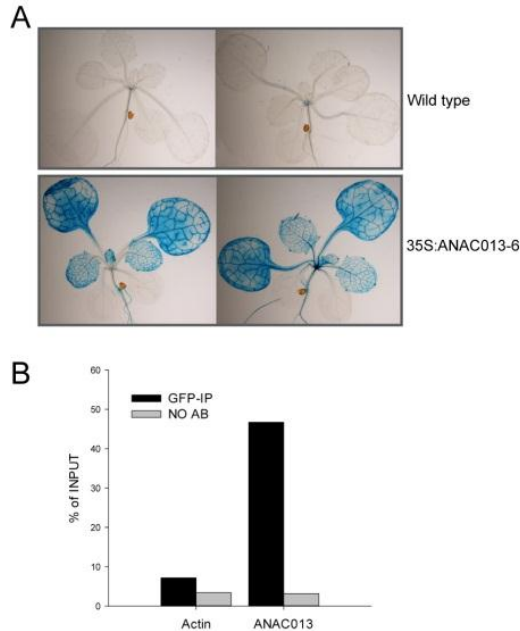 A
Wild type
35S:ANAC013-6
B
60
50
40
30
20
10
0
% of INPUT
GFP-IP
NO AB
Actin
ANAC013